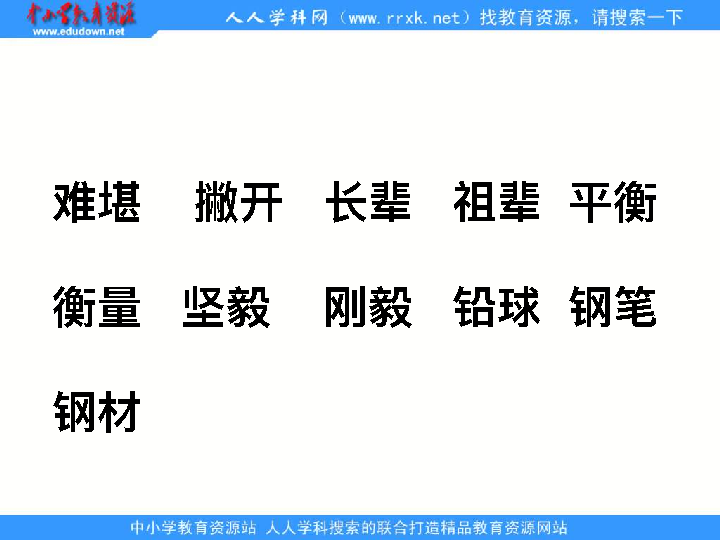 中小学教育资源
www.edudown.net
人人学科网（www.rrxk.net）找教育资源，请搜索一下
难堪 撇开 长辈 祖辈 平衡
衡量 坚毅 刚毅 铅球 钢笔
钢材
中小学教育资源站 人人学科搜索的联合打造精品教育资源网站